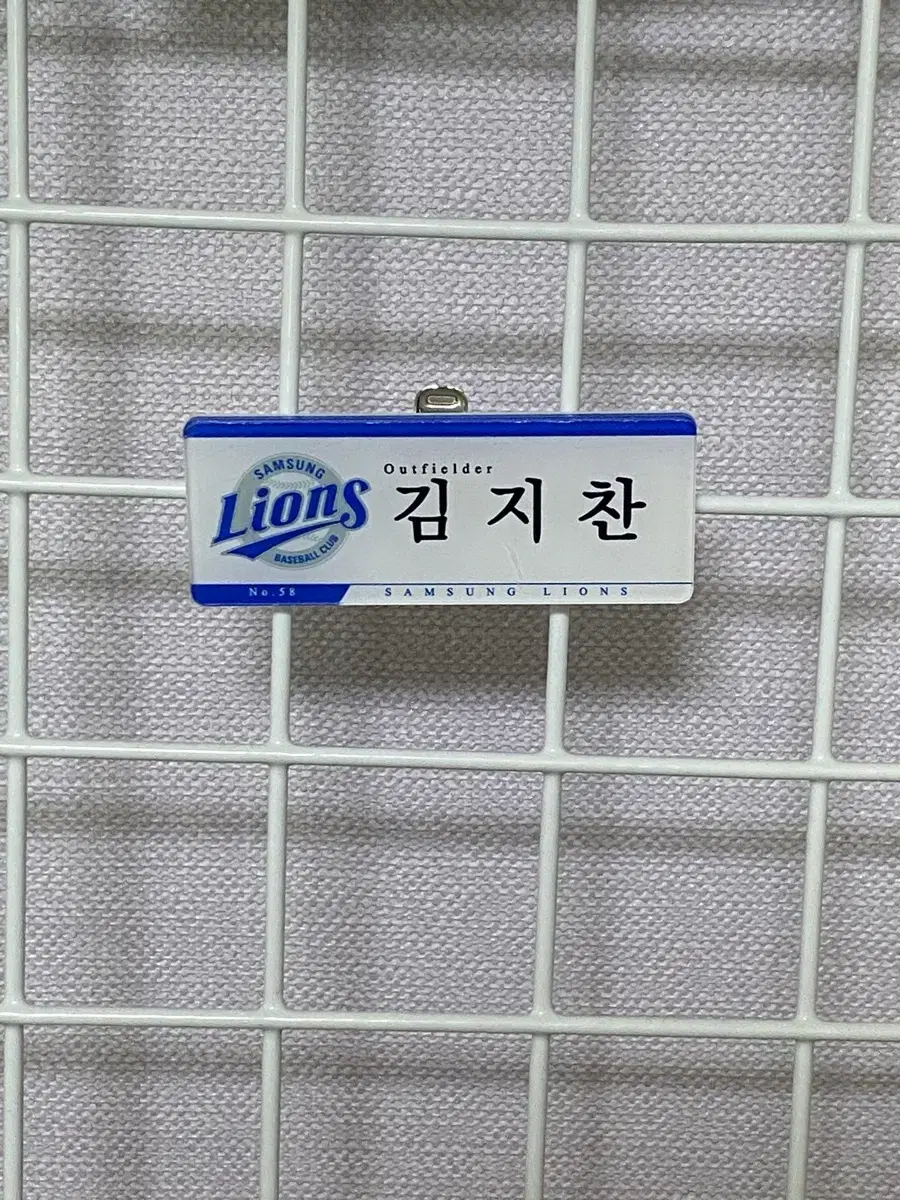 SAMSUNG
Lions
BASEBALL CLUB
Outfielder
김지찬
No.58
SAMSUNG LIONS